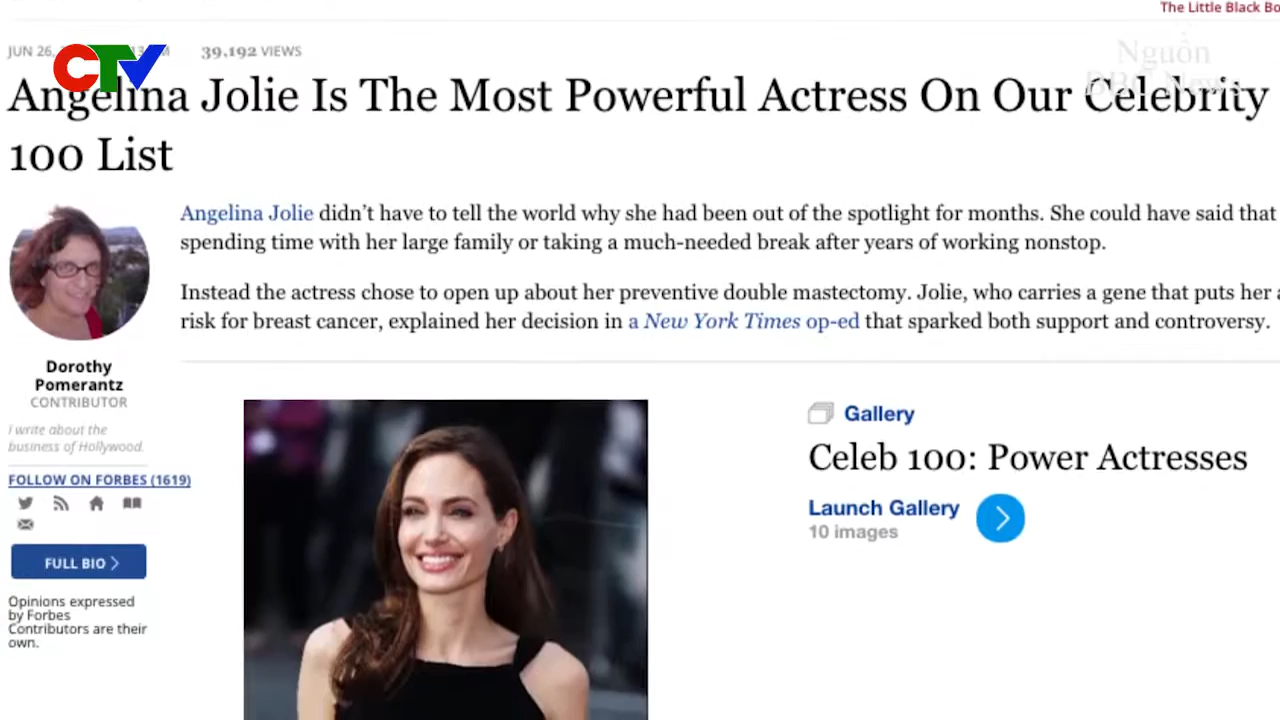 The Little Black Bo
JUN 26,
39,192 VIEWS
CTV
Nguồn
BBC News
Angelina Jolie Is The Most Powerful Actress On Our Celebrity
100 List
Angelina Jolie didn't have to tell the world why she had been out of the spotlight for months. She could have said that
spending time with her large family or taking a much-needed break after years of working nonstop.
Instead the actress chose to open up about her preventive double mastectomy. Jolie, who carries a gene that puts her a
risk for breast cancer, explained her decision in a New York Times op-ed that sparked both support and controversy.
Dorothy
Pomerantz
CONTRIBUTOR
I write about the
business of Hollywood.
FOLLOW ON FORBES (1619)
FULL BIO
Opinions expressed
by Forbes
Contributors are their
own.
Gallery
Celeb 100: Power Actresses
Launch Gallery
10 images